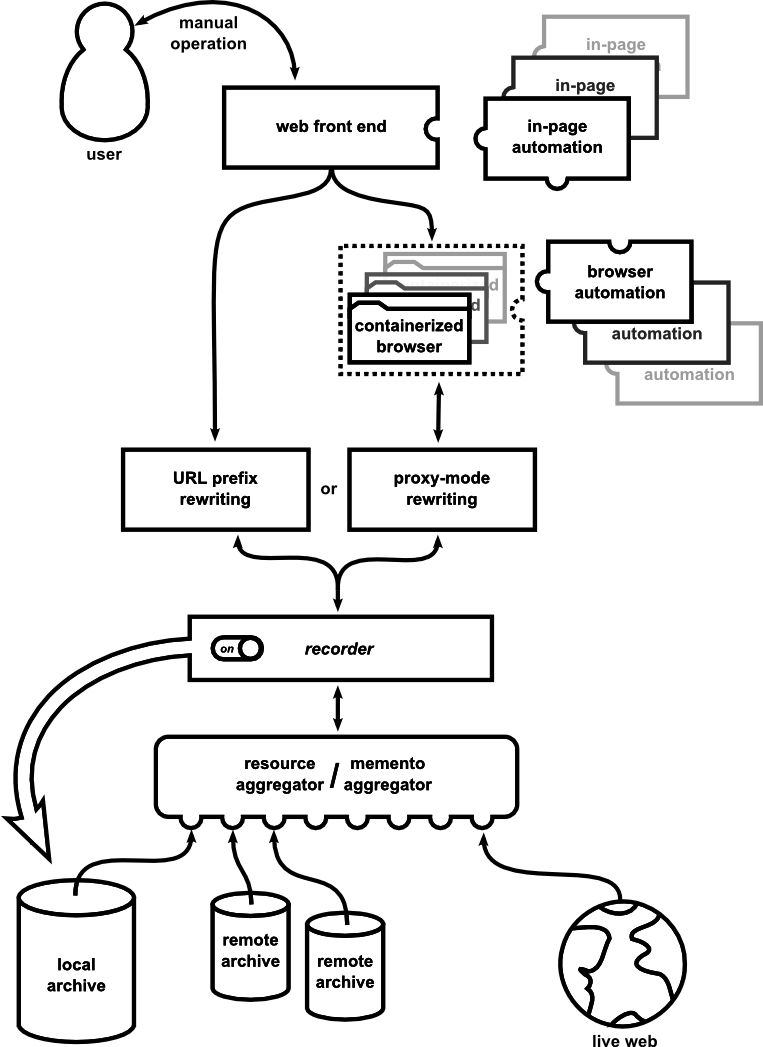 manual
operation
user
web front end
in-page
in-page
in-page
automation
d
d
containerized
browser
browser
automation
automation
automation
URL prefix
rewriting
or
proxy-mode
rewriting
on
recorder
resource
aggregator
/
memento
aggregator
local
archive
remote
archive
remote
archive
live web